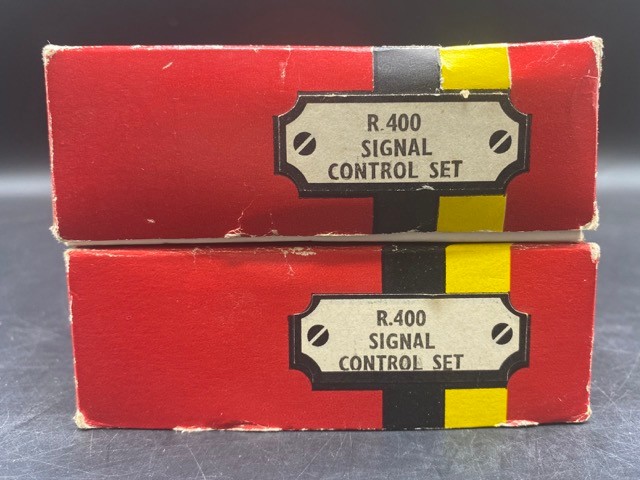 R.400
SIGNAL
CONTROL SET
R.400
SIGNAL
CONTROL SET